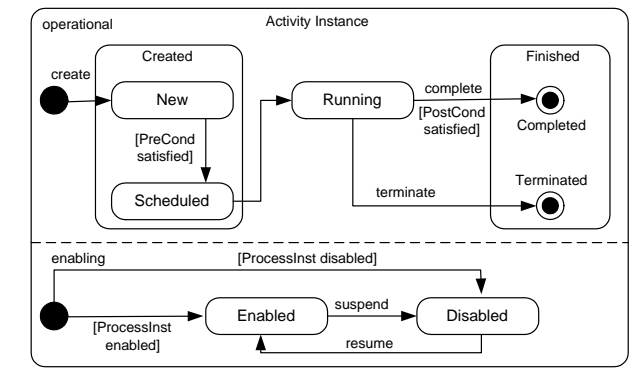 operational
Activity Instance
Created
Finished
create
New
Running
complete
[PostCond
satisfied]
Completed
[PreCond
satisfied]
Scheduled
terminate
Terminated
enabling
[ProcessInst disabled]
[ProcessInst
enabled]
Enabled
suspend
Disabled
resume